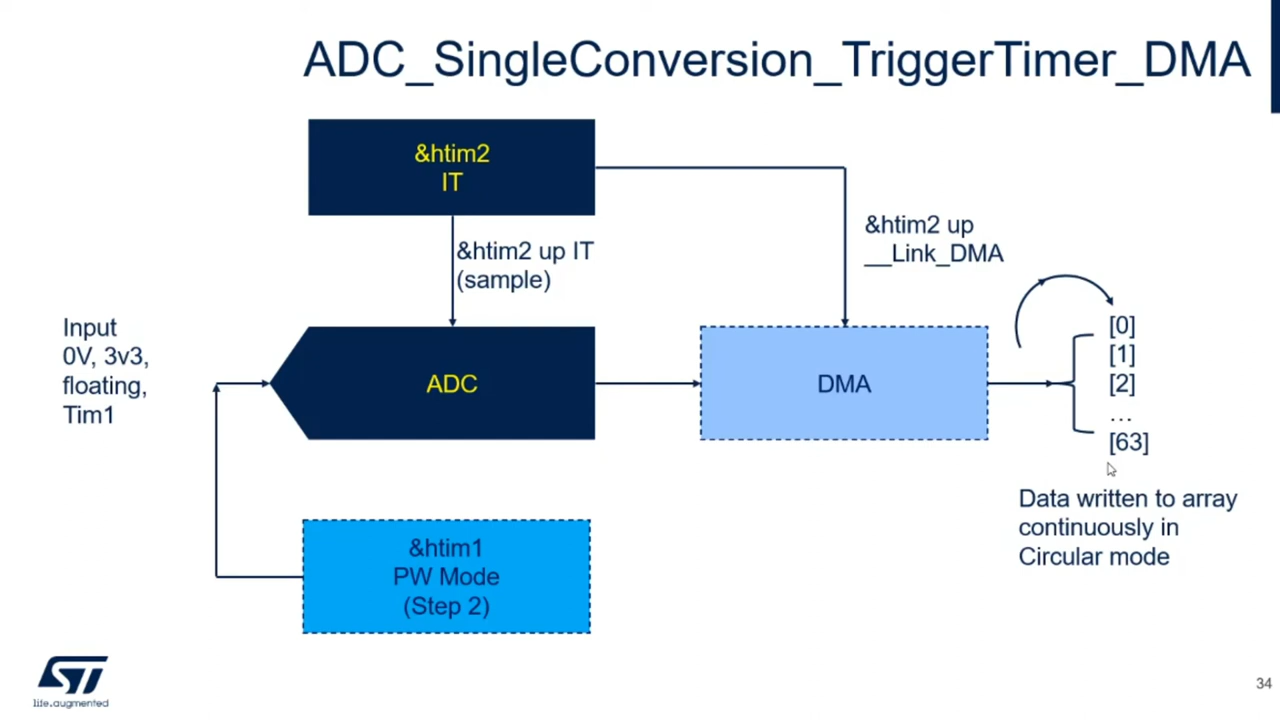 ADC_SingleConversion_TriggerTimer_DMA
&htim2
IT
&htim2 up IT
(sample)
&htim2 up
__Link_DMA
Input
0V, 3v3,
floating,
Tim1
ADC
DMA
[0]
[1]
[2]
...
[63]
Data written to array
continuously in
Circular mode
&htim1
PW Mode
(Step 2)
ST
life.augmented
34